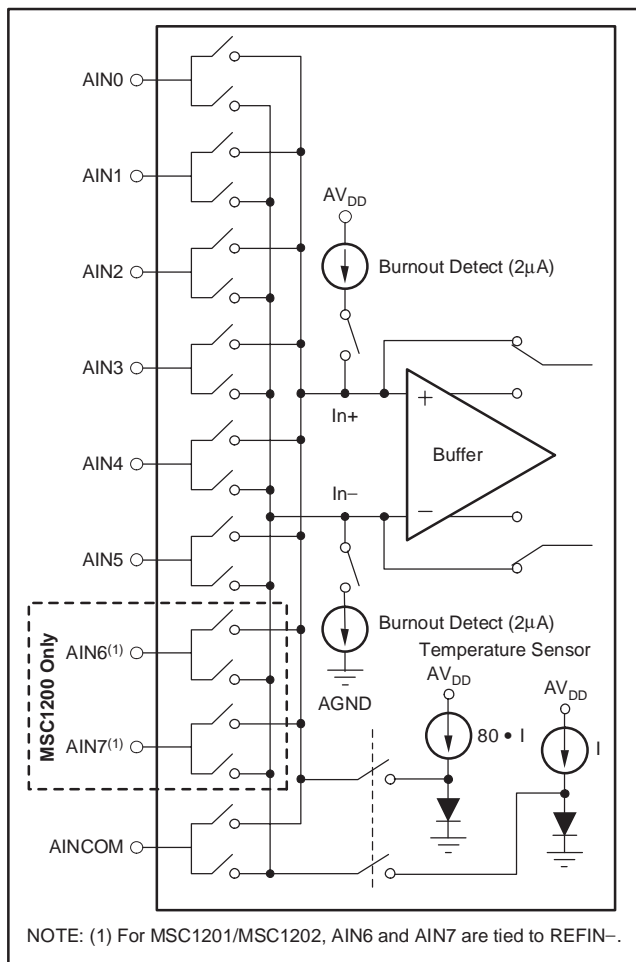 AIN0
AIN1
AV_DD
AIN2
Burnout Detect (2μA)
AIN3
In+
+
Buffer
AIN4
In−
−
AIN5
Burnout Detect (2μA)
MSC1200 Only
AIN6(1)
Temperature Sensor
AV_DD
AV_DD
AGND
AIN7(1)
80 • I
I
AINCOM
NOTE: (1) For MSC1201/MSC1202, AIN6 and AIN7 are tied to REFIN−.